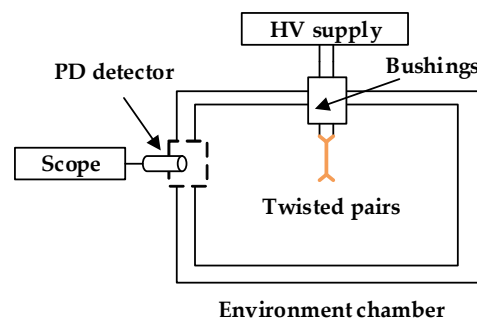 HV supply
PD detector
Bushings
Scope
Twisted pairs
Environment chamber